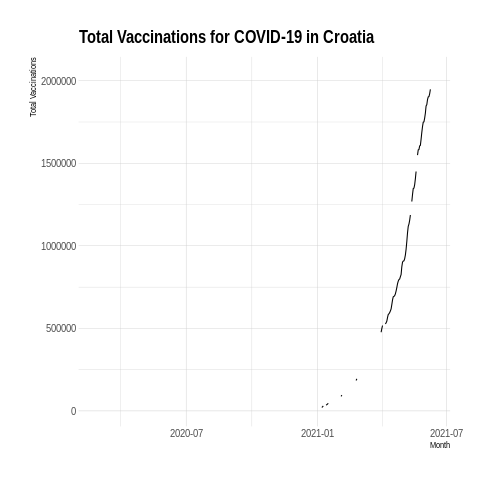 Total Vaccinations for COVID-19 in Croatia
Total Vaccinations
2000000
1500000
1000000
500000
0
2020-07
2021-01
2021-07
Month